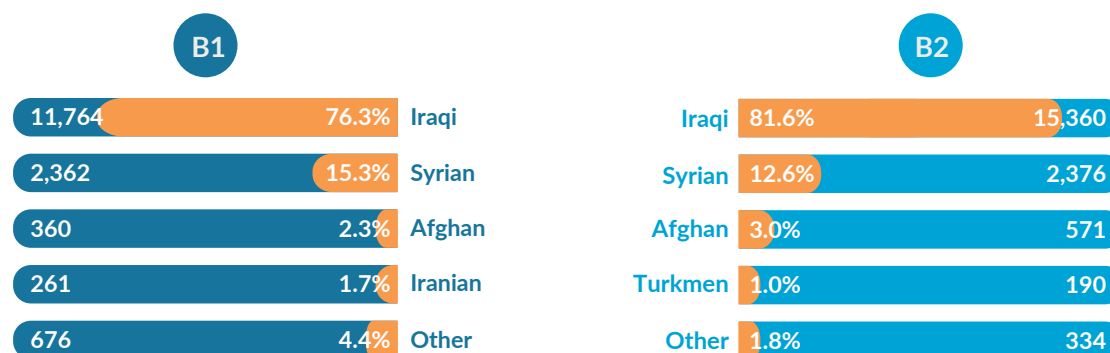 B1
11,764 76.3% Iraqi
2,362 15.3% Syrian
360 2.3% Afghan
261 1.7% Iranian
676 4.4% Other
B2
Iraqi 81.6% 15,360
Syrian 12.6% 2,376
Afghan 3.0% 571
Turkmen 1.0% 190
Other 1.8% 334